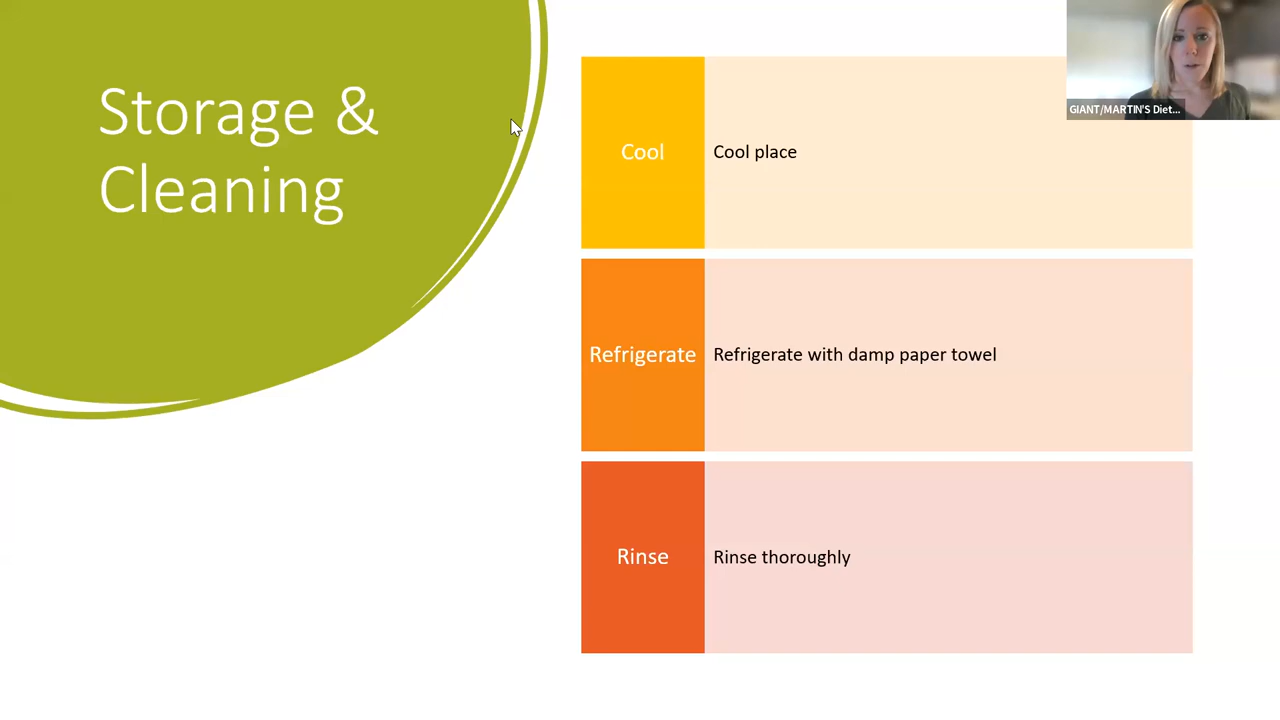 Storage &
Cleaning
GIANT/MARTIN'S Diet...
Cool
Cool place
Refrigerate
Refrigerate with damp paper towel
Rinse
Rinse thoroughly